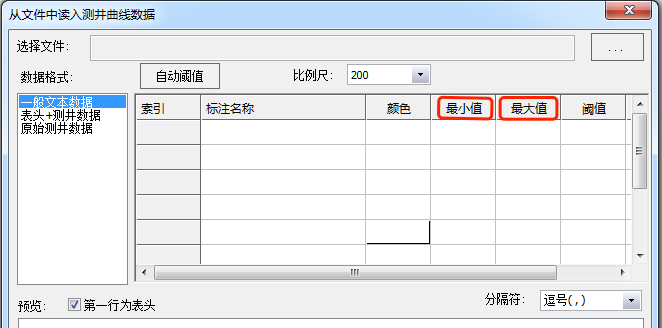 从文件中读入测井曲线数据
选择文件:
...
数据格式:
自动阈值
比例尺:
200
一般文本数据
表头+测井数据
原始测井数据
索引 标注名称 颜色 最小值 最大值 阈值
预览:
第一行为表头
分隔符:
逗号(,)